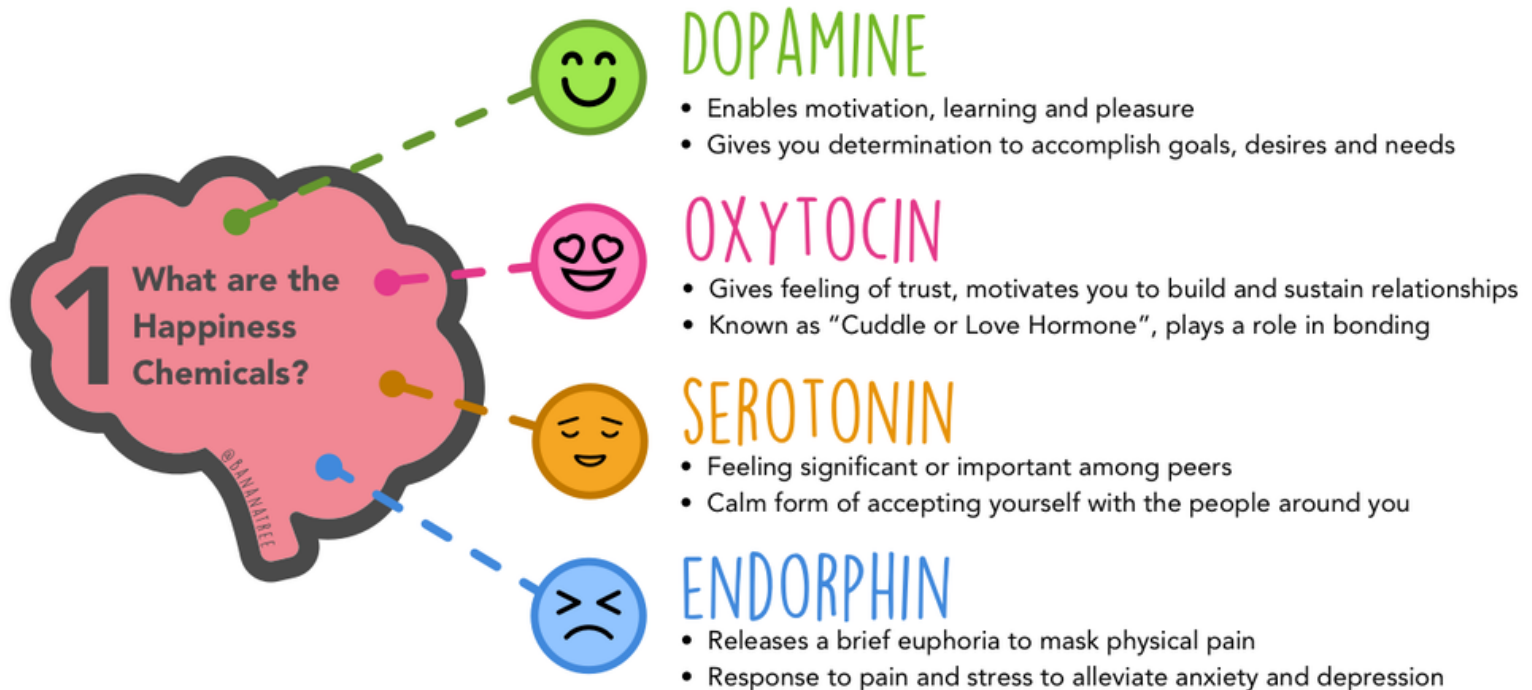 1 What are the
Happiness
Chemicals?
@BANANATREE
DOPAMINE
• Enables motivation, learning and pleasure
• Gives you determination to accomplish goals, desires and needs
OXYTOCIN
• Gives feeling of trust, motivates you to build and sustain relationships
• Known as “Cuddle or Love Hormone”, plays a role in bonding
SEROTONIN
• Feeling significant or important among peers
• Calm form of accepting yourself with the people around you
ENDORPHIN
• Releases a brief euphoria to mask physical pain
• Response to pain and stress to alleviate anxiety and depression